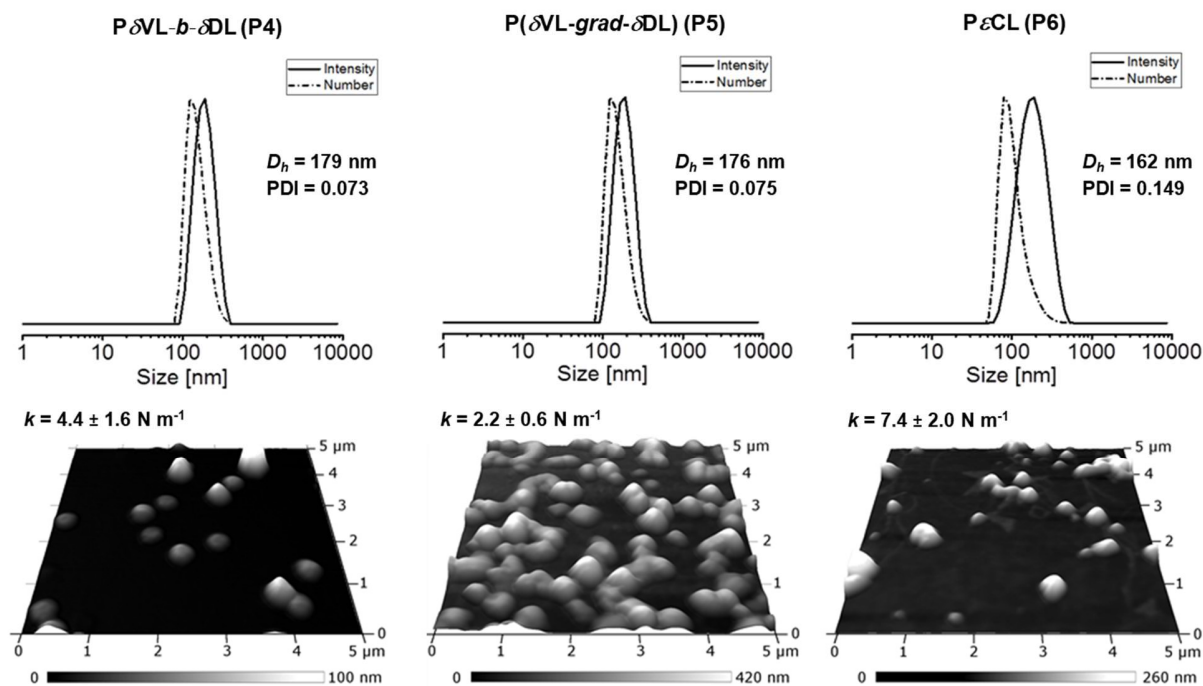 PδVL-b-δDL (P4)
Intensity
Number
D_h = 179 nm
PDI = 0.073
1 10 100 1000 10000
Size [nm]
P(δVL-grad-δDL) (P5)
Intensity
Number
D_h = 176 nm
PDI = 0.075
1 10 100 1000 10000
Size [nm]
PεCL (P6)
Intensity
Number
D_h = 162 nm
PDI = 0.149
1 10 100 1000 10000
Size [nm]
k = 4.4 ± 1.6 N m⁻¹
5 µm
4
3
2
1
0
0 1 2 3 4 5 µm
0 100 nm
k = 2.2 ± 0.6 N m⁻¹
5 µm
4
3
2
1
0
0 1 2 3 4 5 µm
0 420 nm
k = 7.4 ± 2.0 N m⁻¹
5 µm
4
3
2
1
0
0 1 2 3 4 5 µm
0 260 nm